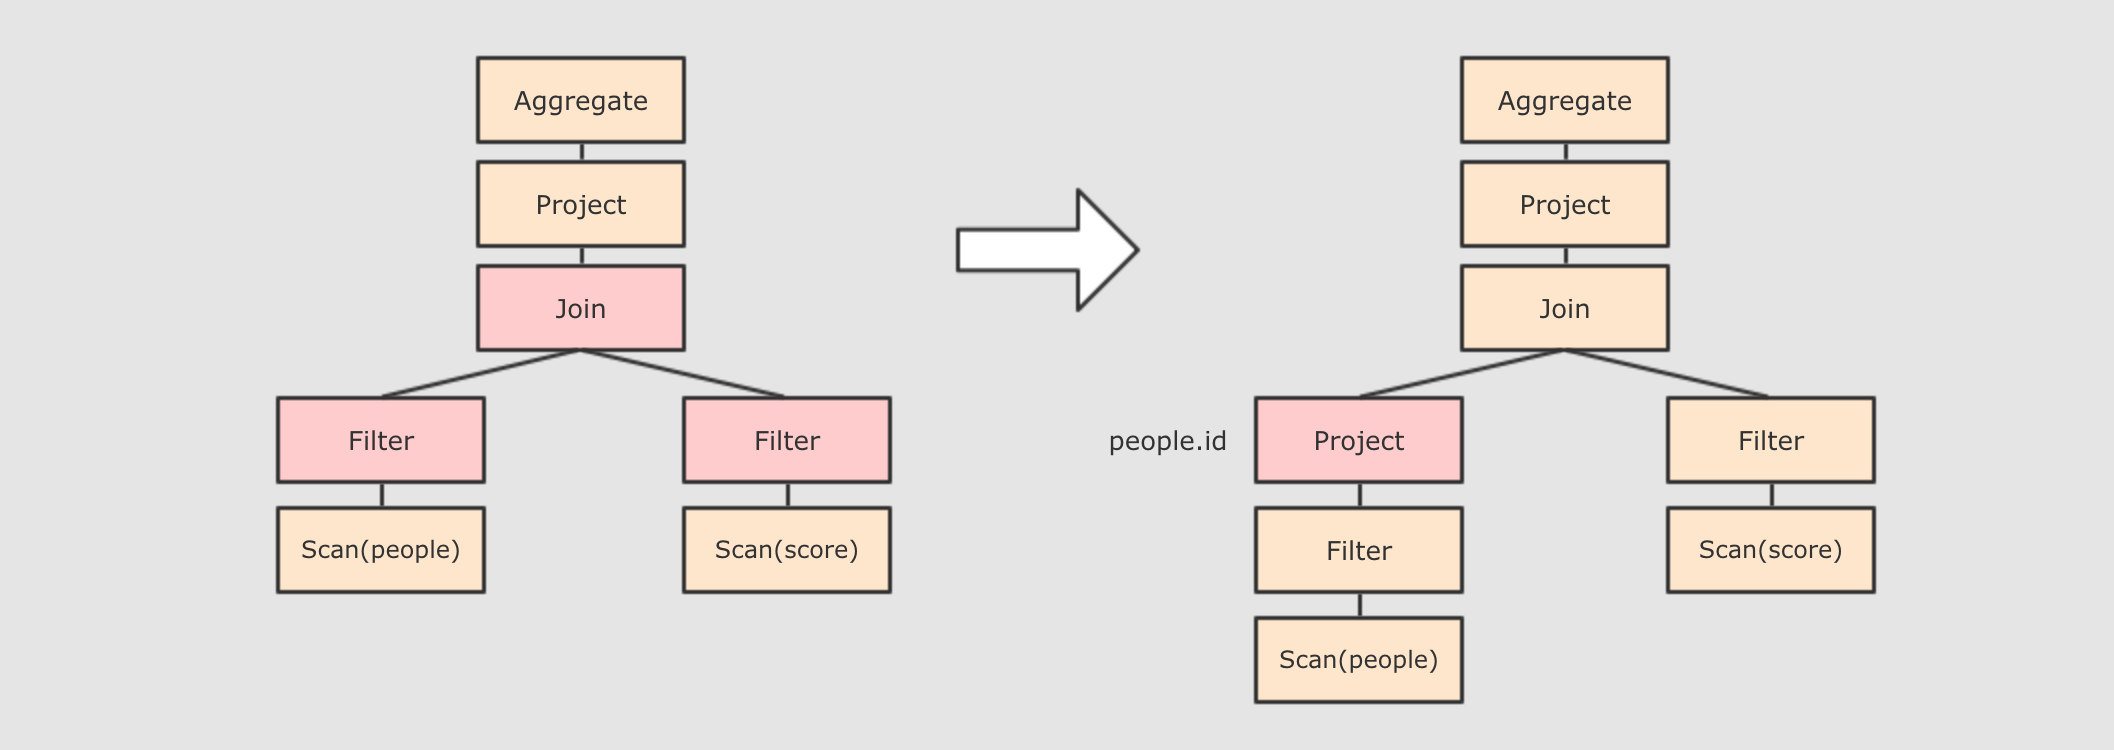 Aggregate
Project
Join
Filter
Filter
Scan(people)
Scan(score)
Aggregate
Project
Join
people.id
Project
Filter
Filter
Scan(score)
Scan(people)